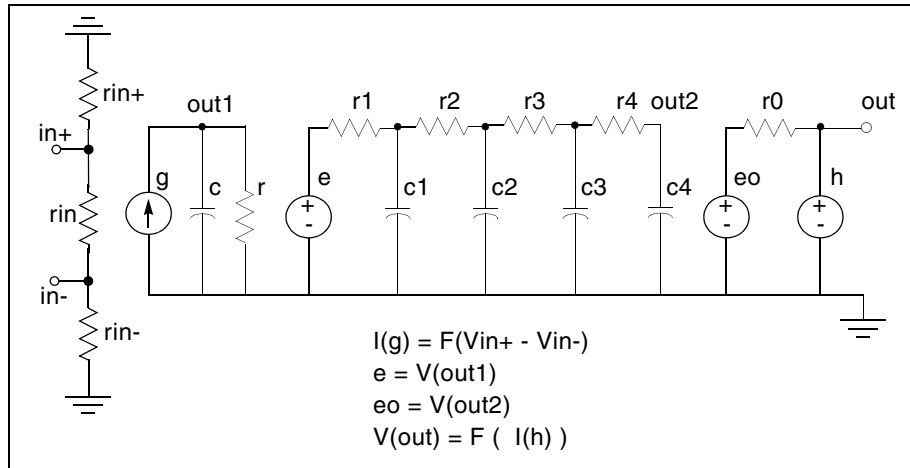 rin+
out1
r1
r2
r3
r4
out2
r0
out
in+
g
c
r
e
c1
c2
c3
c4
eo
h
rin
+
-
+
-
+
-
in-
rin-
I(g) = F(Vin+ - Vin-)
e = V(out1)
eo = V(out2)
V(out) = F ( I(h) )